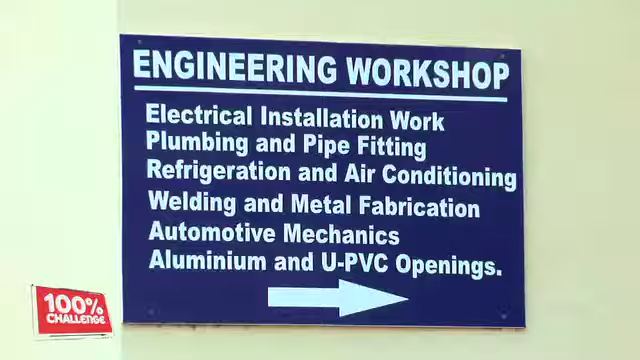 ENGINEERING WORKSHOP
Electrical Installation Work
Plumbing and Pipe Fitting
Refrigeration and Air Conditioning
Welding and Metal Fabrication
Automotive Mechanics
Aluminium and U-PVC Openings.
100%
CHALLENGE